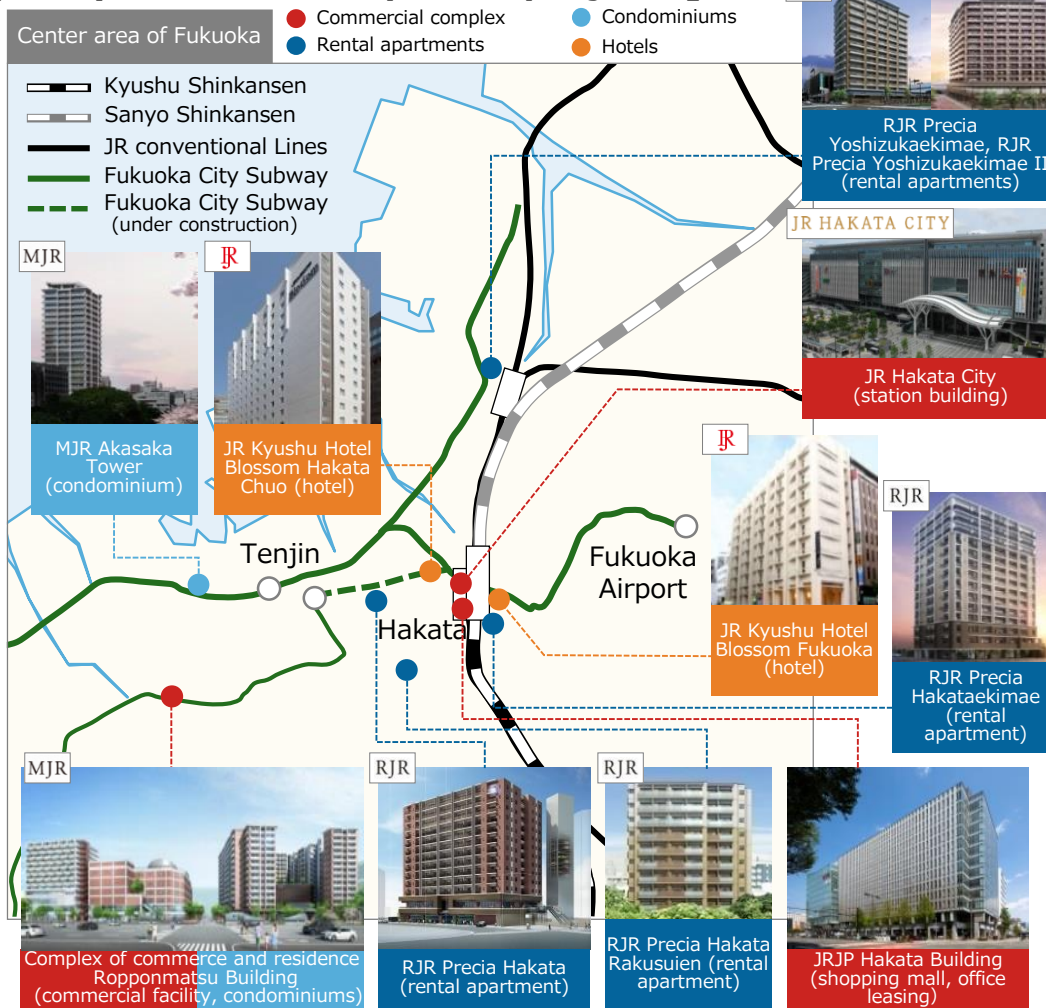 Center area of Fukuoka
Commercial complex
Condominiums
Rental apartments
Hotels
Kyushu Shinkansen
Sanyo Shinkansen
JR conventional Lines
Fukuoka City Subway
Fukuoka City Subway
(under construction)
RJR Precia
Yoshizukaekimae, RJR
Precia Yoshizukaekimae II
(rental apartments)
JR HAKATA CITY
JR Hakata City
(station building)
MJR
JR
MJR Akasaka
Tower
(condominium)
JR Kyushu Hotel
Blossom Hakata
Chuo (hotel)
JR
RJR
Tenjin
Hakata
Fukuoka
Airport
JR Kyushu Hotel
Blossom Fukuoka
(hotel)
RJR Precia
Hakataekimae
(rental
apartment)
MJR
RJR
RJR
Complex of commerce and residence
Ropponmatsu Building
(commercial facility, condominiums)
RJR Precia Hakata
(rental apartment)
RJR Precia Hakata
Rakusuien (rental
apartment)
JRJP Hakata Building
(shopping mall, office
leasing)